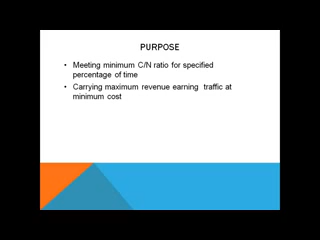 PURPOSE
• Meeting minimum C/N ratio for specified
percentage of time
• Carrying maximum revenue earning traffic at
minimum cost